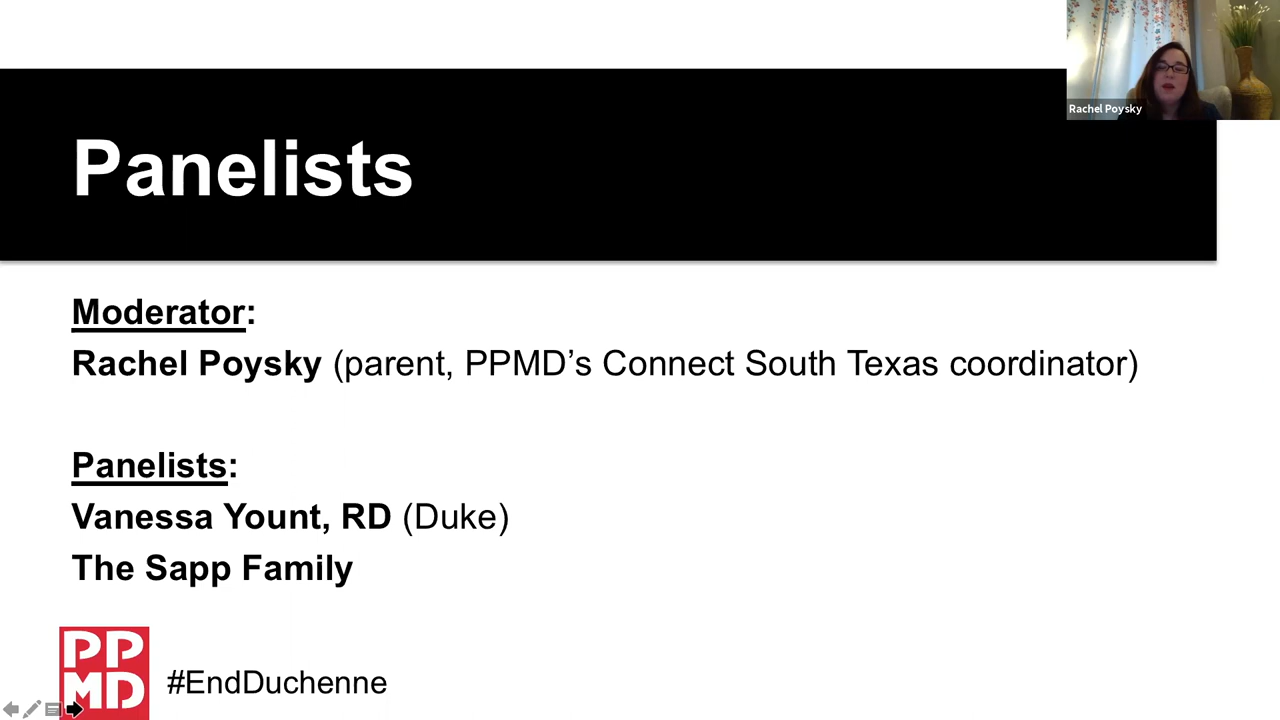 Rachel Poysky
Panelists
Moderator:
Rachel Poysky (parent, PPMD’s Connect South Texas coordinator)
Panelists:
Vanessa Yount, RD (Duke)
The Sapp Family
PP
MD
#EndDuchenne